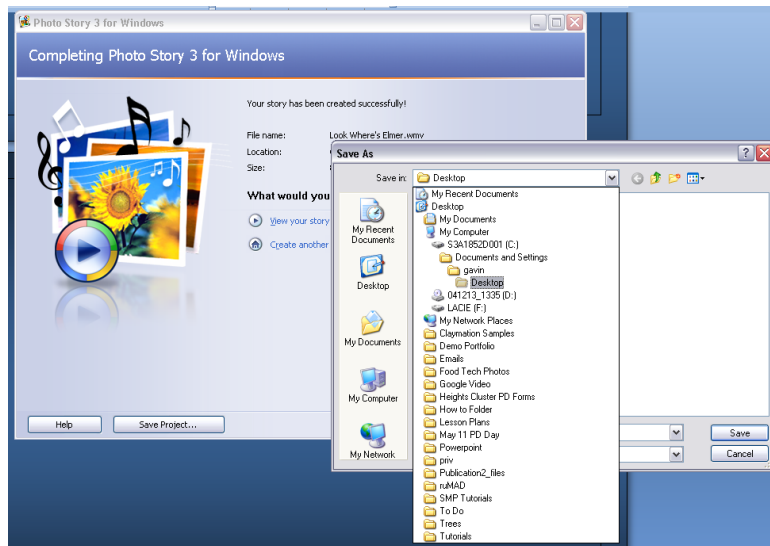 Photo Story 3 for Windows
Completing Photo Story 3 for Windows
Your story has been created successfully!
File name: Look Where's Elmer.wmv
Location:
Size:
What would you
View your story
Create another
Help
Save Project...
Save As
Save in: Desktop
My Recent Documents
Desktop
My Documents
My Computer
My Network
My Recent Documents
Desktop
My Documents
My Computer
S3A1852D001 (C:)
Documents and Settings
gavin
Desktop
041213_1335 (D:)
LACIE (F:)
My Network Places
Claymation Samples
Demo Portfolio
Emails
Food Tech Photos
Google Video
Heights Cluster PD Forms
How to Folder
Lesson Plans
May 11 PD Day
Powerpoint
priv
Publication2_files
ruMAD
SMP Tutorials
To Do
Trees
Tutorials
Save
Cancel